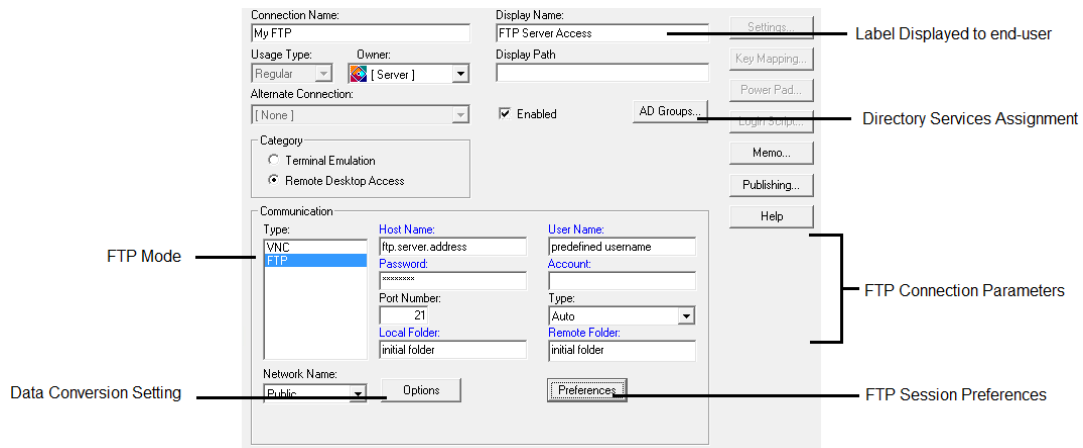 Connection Name:
Display Name:
My FTP
FTP Server Access
Settings...
Label Displayed to end-user
Usage Type:
Owner:
Display Path
Key Mapping...
Regular
[ Server ]
Power Pad...
Alternate Connection:
[ None ]
Enabled
AD Groups...
Login Script...
Directory Services Assignment
Category
Terminal Emulation
Memo...
Remote Desktop Access
Publishing...
Communication
Help
Type:
Host Name:
User Name:
VNC
ftp.server.address
predefined username
FTP Mode
FTP
Password:
Account:
xxxxxxxx
FTP Connection Parameters
Port Number:
Type:
21
Auto
Local Folder:
Remote Folder:
initial folder
initial folder
Network Name:
Data Conversion Setting
Public
Options
Preferences
FTP Session Preferences